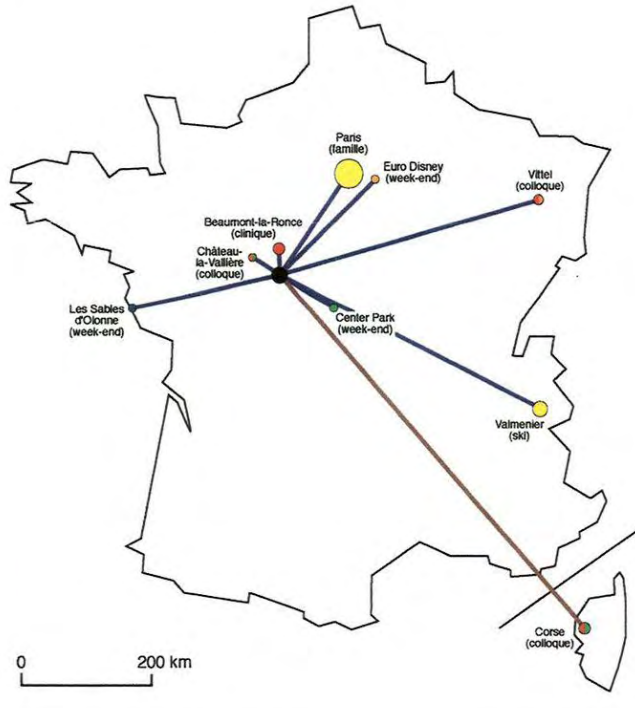 Paris
(famille)
Euro Disney
(week-end)
Vittel
(colloque)
Beaumont-la-Ronce
(clinique)
Château-
la-Vallière
(colloque)
Les Sables
d'Olonne
(week-end)
Center Park
(week-end)
Valmenier
(ski)
Corse
(colloque)
0 200 km